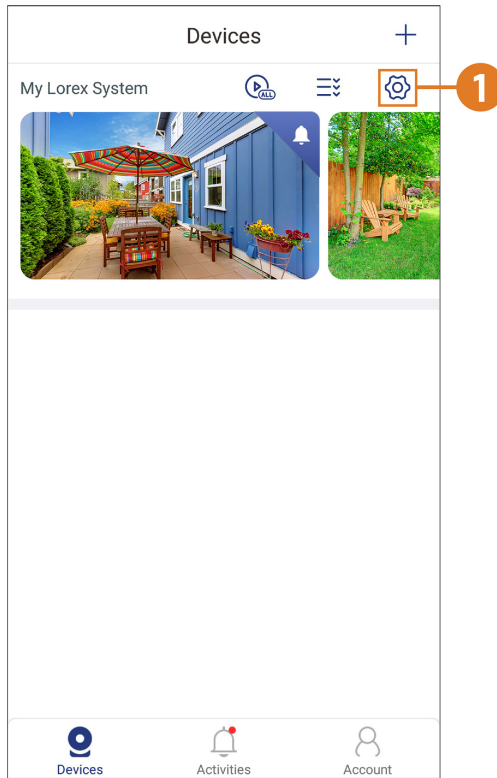 Devices
My Lorex System
ALL
1
Devices
Activities
Account